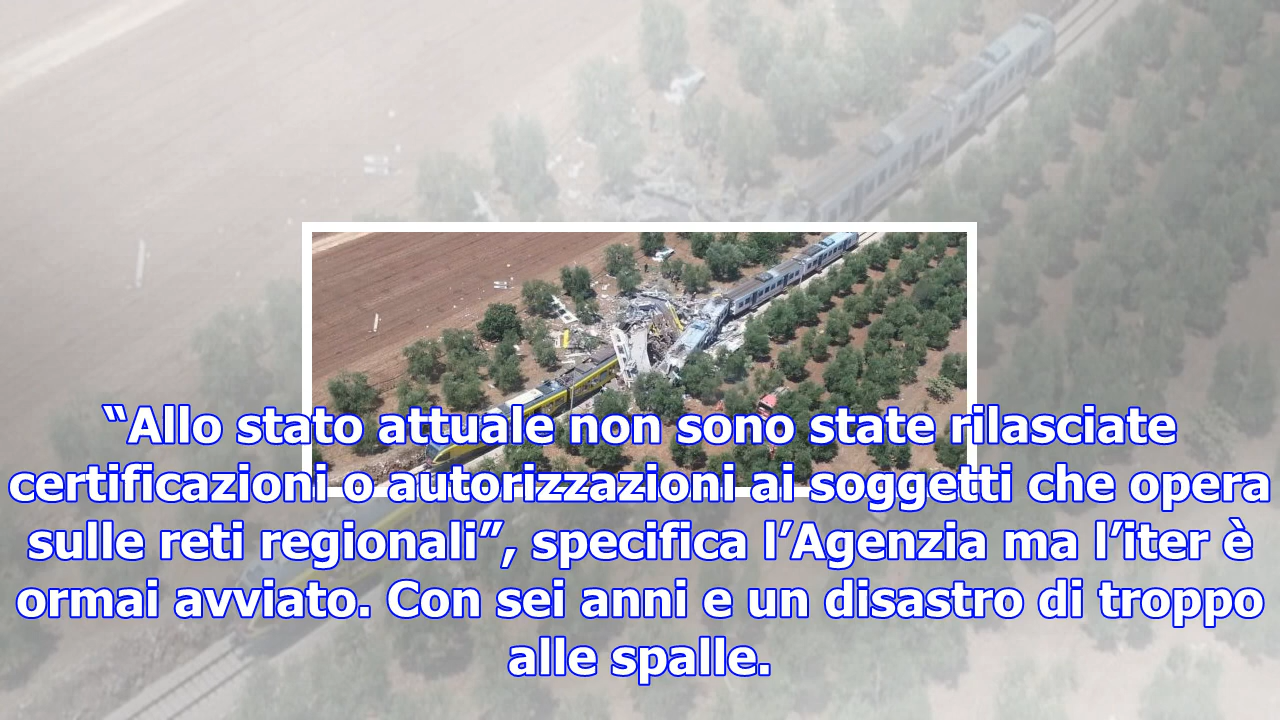 “Allo stato attuale non sono state rilasciate
certificazioni o autorizzazioni ai soggetti che opera
sulle reti regionali”, specifica l’Agenzia ma l’iter è
ormai avviato. Con sei anni e un disastro di troppo
alle spalle.